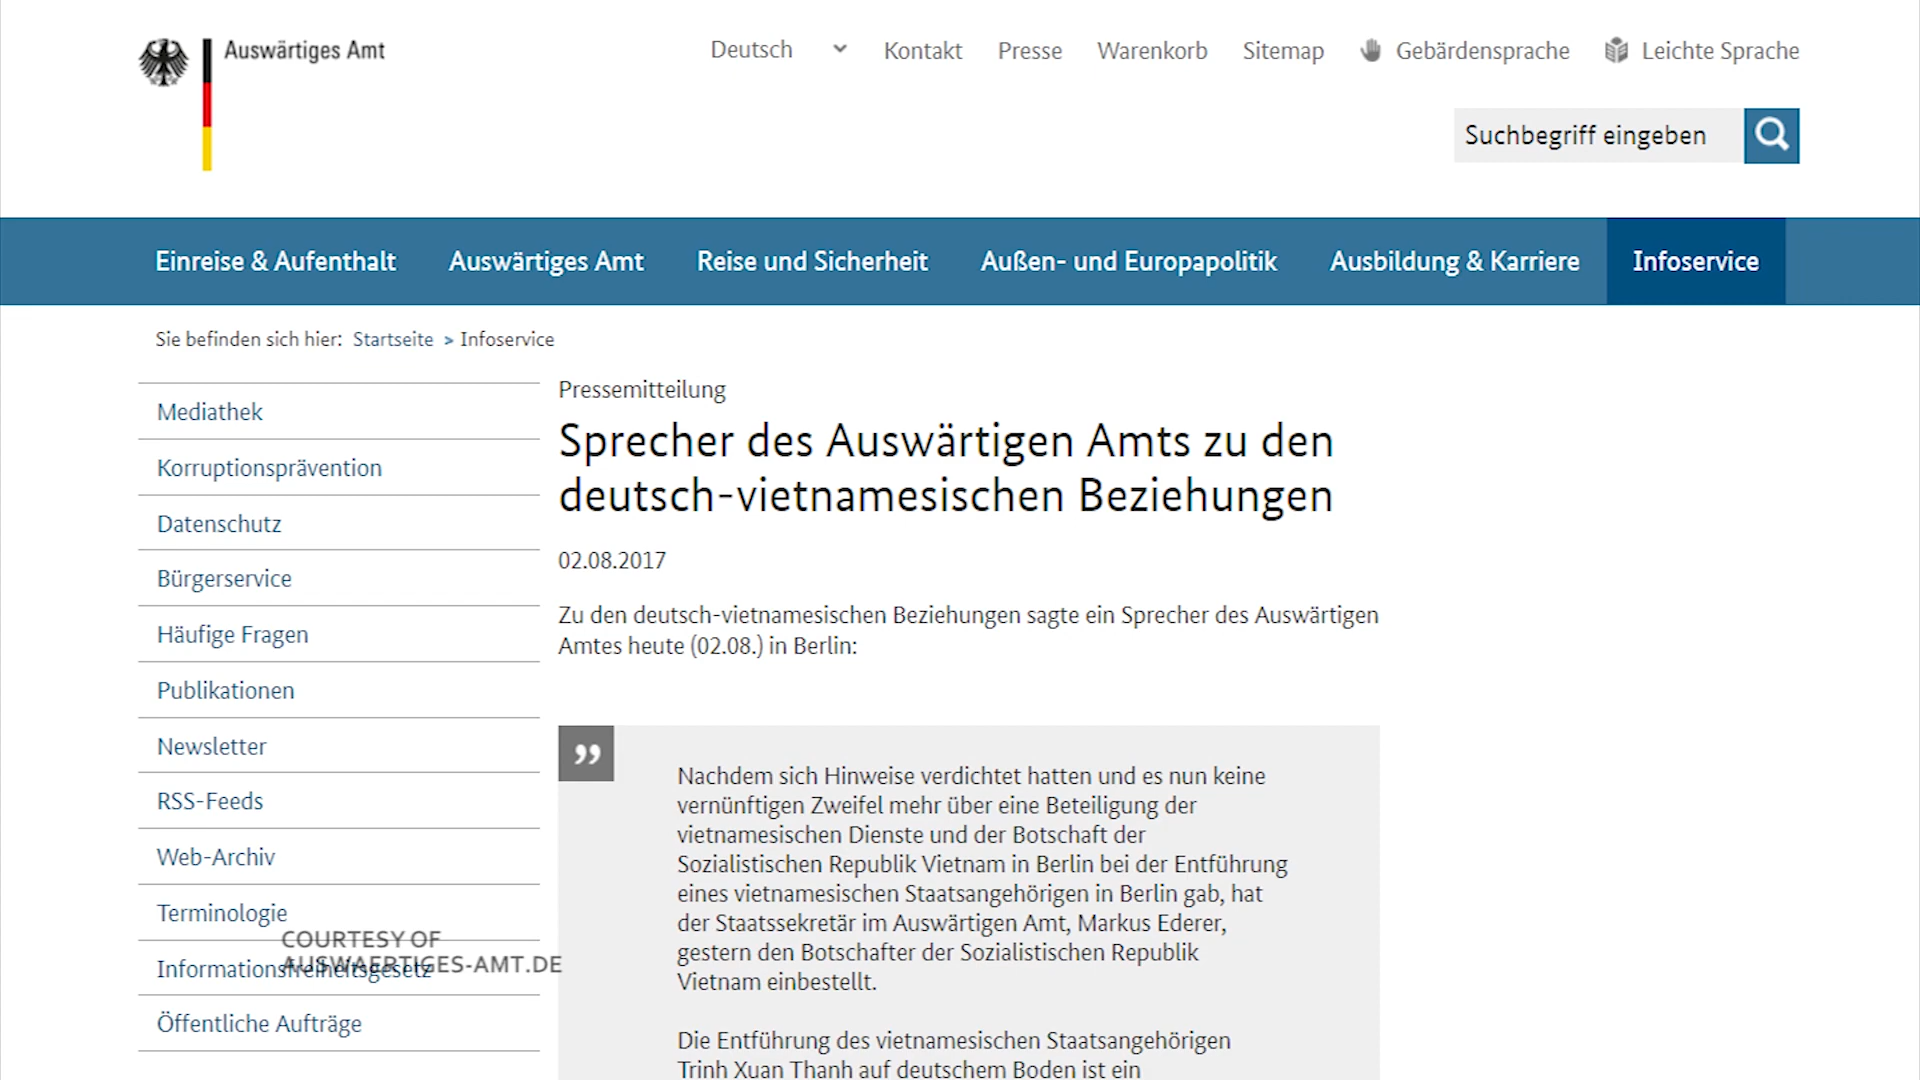 Auswärtiges Amt
Deutsch
Kontakt
Presse
Warenkorb
Sitemap
Gebärdensprache
Leichte Sprache
Suchbegriff eingeben
Einreise & Aufenthalt
Auswärtiges Amt
Reise und Sicherheit
Außen- und Europapolitik
Ausbildung & Karriere
Infoservice
Sie befinden sich hier: Startseite > Infoservice
Mediathek
Korruptionsprävention
Datenschutz
Bürgerservice
Häufige Fragen
Publikationen
Newsletter
RSS-Feeds
Web-Archiv
Terminologie
Informationsfreiheitsgesetz
Öffentliche Aufträge
COURTESY OF
AUSWAERTIGES-AMT.DE
Pressemitteilung
Sprecher des Auswärtigen Amts zu den
deutsch-vietnamesischen Beziehungen
02.08.2017
Zu den deutsch-vietnamesischen Beziehungen sagte ein Sprecher des Auswärtigen
Amtes heute (02.08.) in Berlin:
Nachdem sich Hinweise verdichtet hatten und es nun keine
vernünftigen Zweifel mehr über eine Beteiligung der
vietnamesischen Dienste und der Botschaft der
Sozialistischen Republik Vietnam in Berlin bei der Entführung
eines vietnamesischen Staatsangehörigen in Berlin gab, hat
der Staatssekretär im Auswärtigen Amt, Markus Ederer,
gestern den Botschafter der Sozialistischen Republik
Vietnam einbestellt.
Die Entführung des vietnamesischen Staatsangehörigen
Trinh Xuan Thanh auf deutschem Boden ist ein